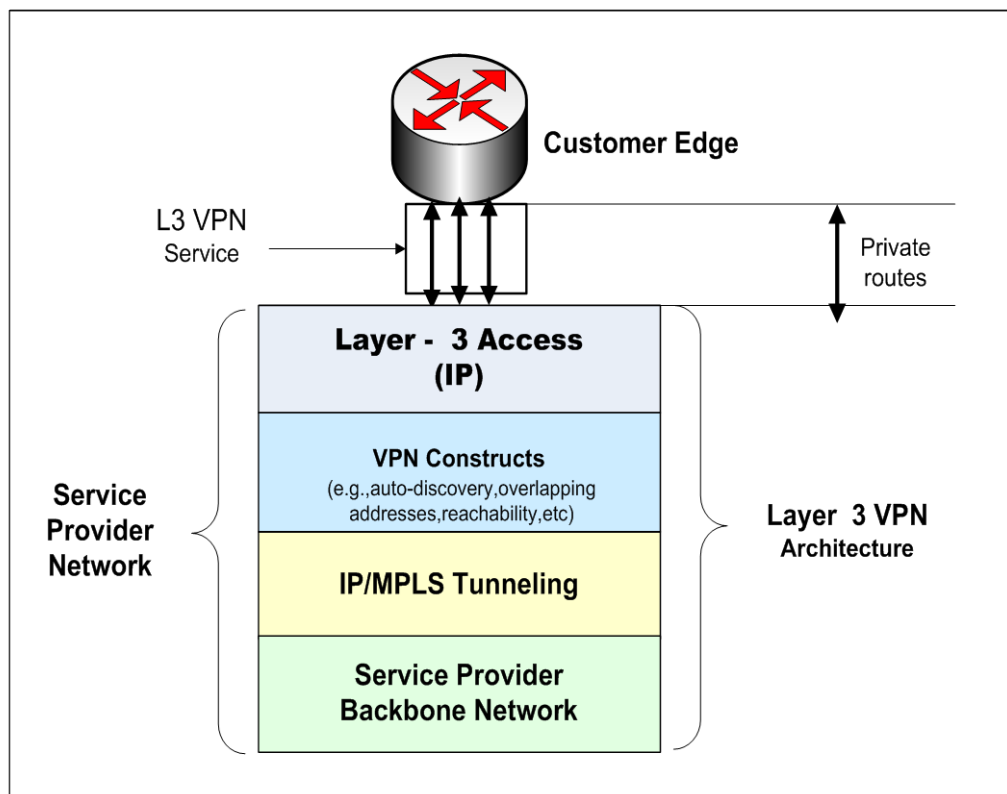 Customer Edge
L3 VPN
Service
Private
routes
Layer - 3 Access
(IP)
VPN Constructs
(e.g.,auto-discovery,overlapping
addresses,reachability,etc)
Service
Provider
Network
Layer 3 VPN
Architecture
IP/MPLS Tunneling
Service Provider
Backbone Network